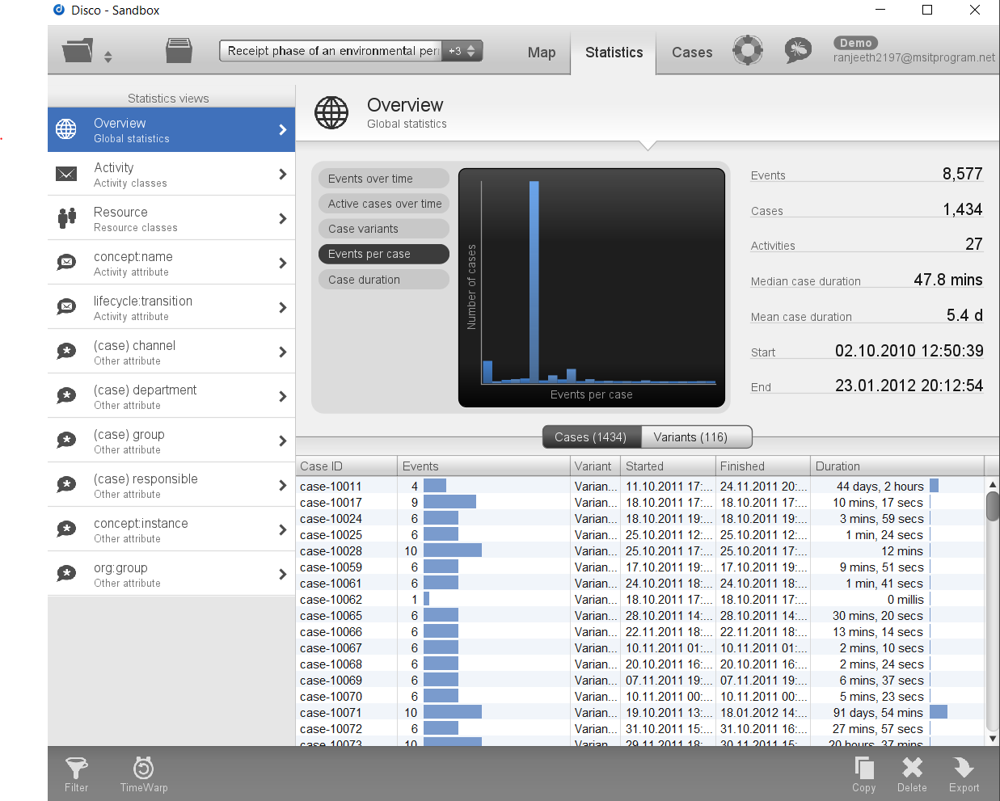 Disco - Sandbox
Receipt phase of an environmental per
+3
Map
Statistics
Cases
Demo
ranjeeth2197@msitprogram.net
Statistics views
Overview
Global statistics
Activity
Activity classes
Resource
Resource classes
concept:name
Activity attribute
lifecycle:transition
Activity attribute
(case) channel
Other attribute
(case) department
Other attribute
(case) group
Other attribute
(case) responsible
Other attribute
concept:instance
Other attribute
org:group
Other attribute
Overview
Global statistics
Events over time
Active cases over time
Case variants
Events per case
Case duration
Number of cases
Events per case
Events 8,577
Cases 1,434
Activities 27
Median case duration 47.8 mins
Mean case duration 5.4 d
Start 02.10.2010 12:50:39
End 23.01.2012 20:12:54
Cases (1434) Variants (116)
Case ID Events Variant Started Finished Duration
case-10011 4 Varian... 11.10.2011 17:... 24.11.2011 20:... 44 days, 2 hours
case-10017 9 Varian... 18.10.2011 17:... 18.10.2011 17:... 10 mins, 17 secs
case-10024 6 Varian... 18.10.2011 19:... 18.10.2011 19:... 3 mins, 59 secs
case-10025 6 Varian... 25.10.2011 12:... 25.10.2011 12:... 1 min, 24 secs
case-10028 10 Varian... 25.10.2011 17:... 25.10.2011 17:... 12 mins
case-10059 6 Varian... 17.10.2011 19:... 17.10.2011 19:... 9 mins, 51 secs
case-10061 6 Varian... 24.10.2011 18:... 24.10.2011 18:... 1 min, 41 secs
case-10062 1 Varian... 18.10.2011 17:... 18.10.2011 17:... 0 millis
case-10065 6 Varian... 28.10.2011 14:... 28.10.2011 14:... 30 mins, 20 secs
case-10066 6 Varian... 22.11.2011 18:... 22.11.2011 18:... 13 mins, 14 secs
case-10067 6 Varian... 10.11.2011 01:... 10.11.2011 01:... 2 mins, 10 secs
case-10068 6 Varian... 20.10.2011 16:... 20.10.2011 16:... 2 mins, 24 secs
case-10069 6 Varian... 07.11.2011 19:... 07.11.2011 19:... 6 mins, 37 secs
case-10070 6 Varian... 10.11.2011 00:... 10.11.2011 00:... 5 mins, 23 secs
case-10071 10 Varian... 19.10.2011 13:... 18.01.2012 14:... 91 days, 54 mins
case-10072 6 Varian... 31.10.2011 15:... 31.10.2011 16:... 27 mins, 57 secs
case-10073 10 Varian... 29.11.2011 18:... 30.11.2011 15:... 20 hours, 37 mins
Filter
TimeWarp
Copy
Delete
Export